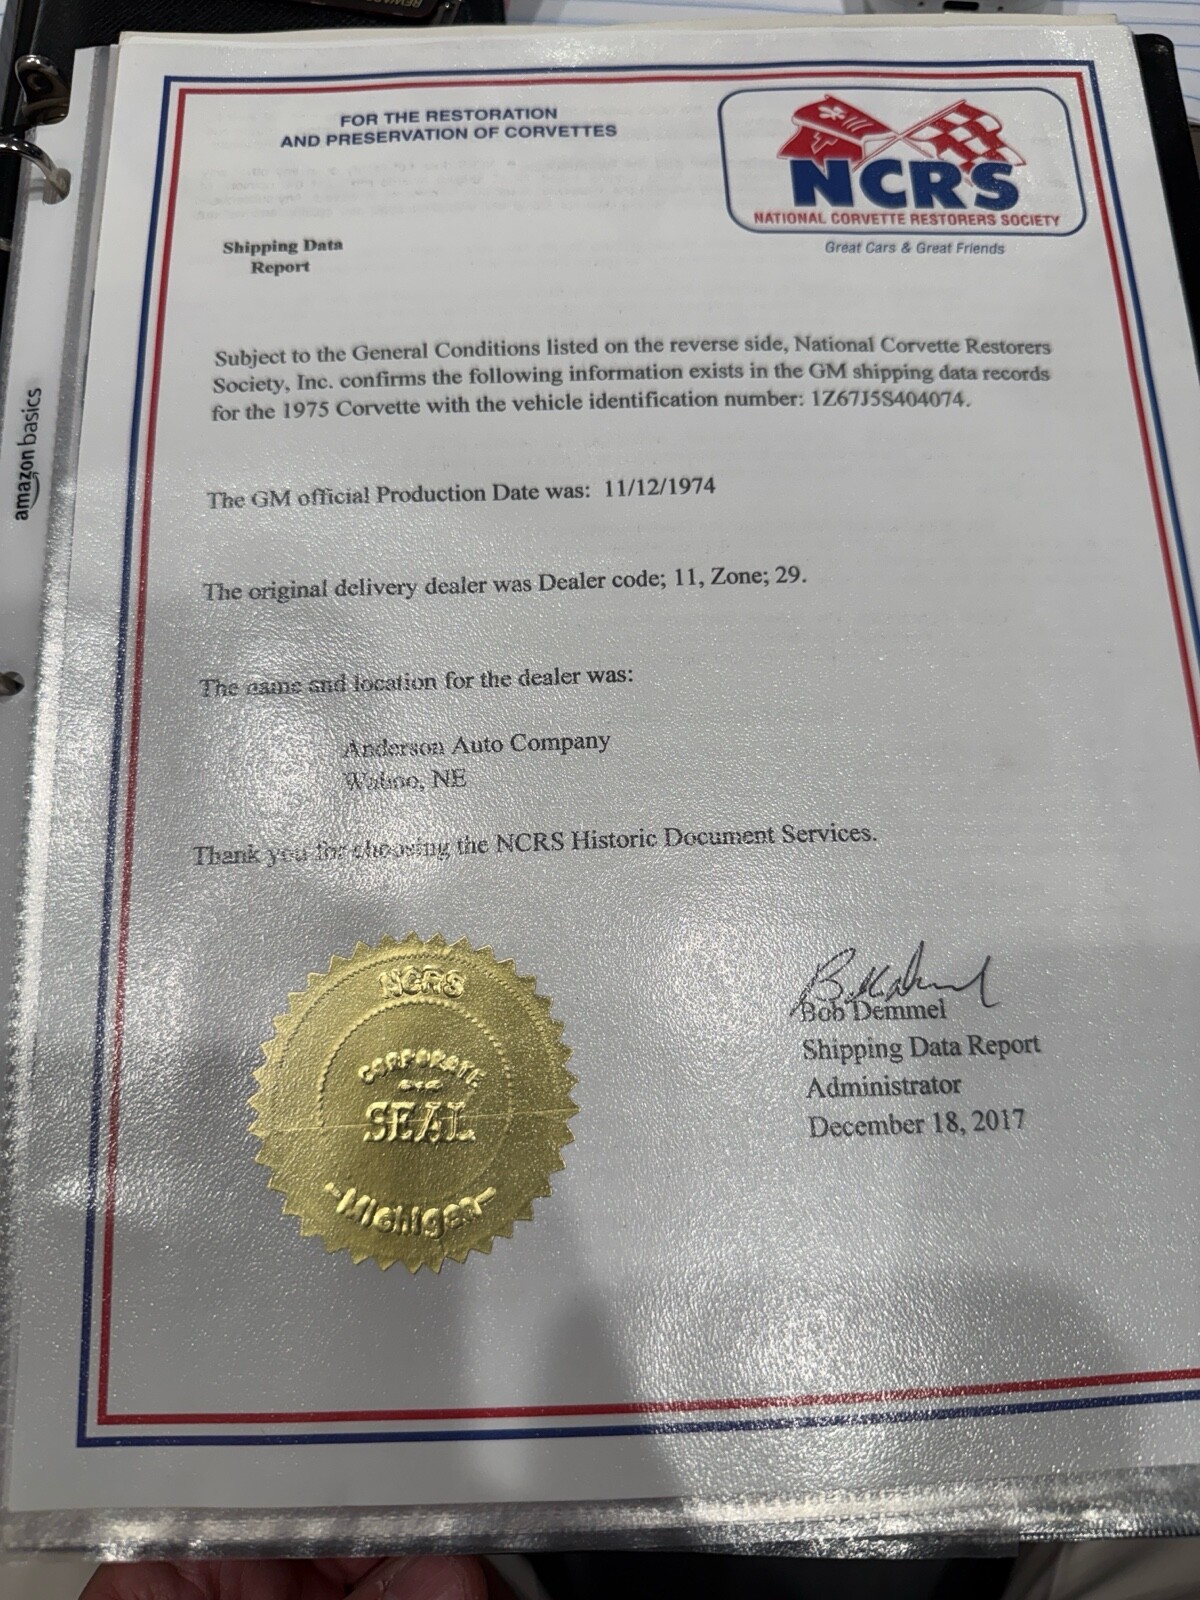 FOR THE RESTORATION
AND PRESERVATION OF CORVETTES
NCRS
NATIONAL CORVETTE RESTORERS SOCIETY
Great Cars & Great Friends
Shipping Data
Report
Subject to the General Conditions listed on the reverse side, National Corvette Restorers
Society, Inc. confirms the following information exists in the GM shipping data records
for the 1975 Corvette with the vehicle identification number: 1Z67J5S404074.
The GM official Production Date was: 11/12/1974
The original delivery dealer was Dealer code; 11, Zone; 29.
The name and location for the dealer was:
Anderson Auto Company
Wahoo, NE
Thank you for choosing the NCRS Historic Document Services.
Bob Demmel
Bob Demmel
Shipping Data Report
Administrator
December 18, 2017
NCRS
CORPORATE
SEAL
Michigan
amazon basics